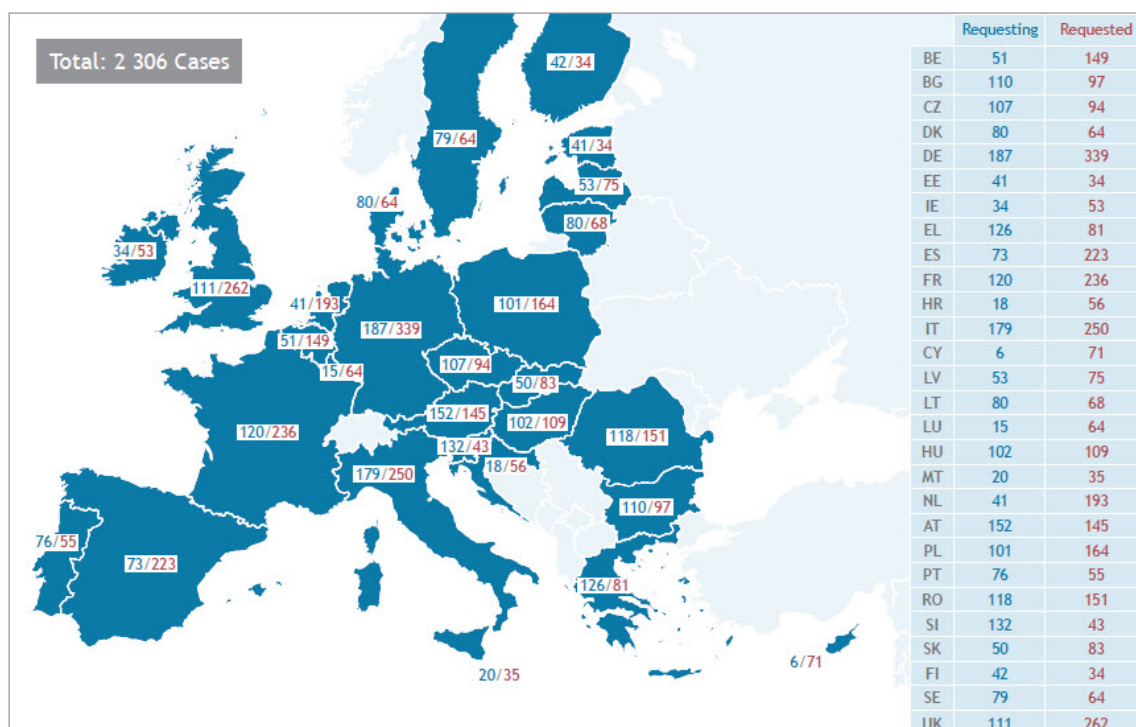 Total: 2 306 Cases
42/34
79/64
41/34
53/75
80/64
80/68
34/53
111/262
41/193
101/164
187/339
51/149
107/94
15/64
50/83
152/145
102/109
120/236
118/151
132/43
18/56
179/250
110/97
76/55
73/223
126/81
6/71
20/35
Requesting Requested
BE 51 149
BG 110 97
CZ 107 94
DK 80 64
DE 187 339
EE 41 34
IE 34 53
EL 126 81
ES 73 223
FR 120 236
HR 18 56
IT 179 250
CY 6 71
LV 53 75
LT 80 68
LU 15 64
HU 102 109
MT 20 35
NL 41 193
AT 152 145
PL 101 164
PT 76 55
RO 118 151
SI 132 43
SK 50 83
FI 42 34
SE 79 64
UK 111 262